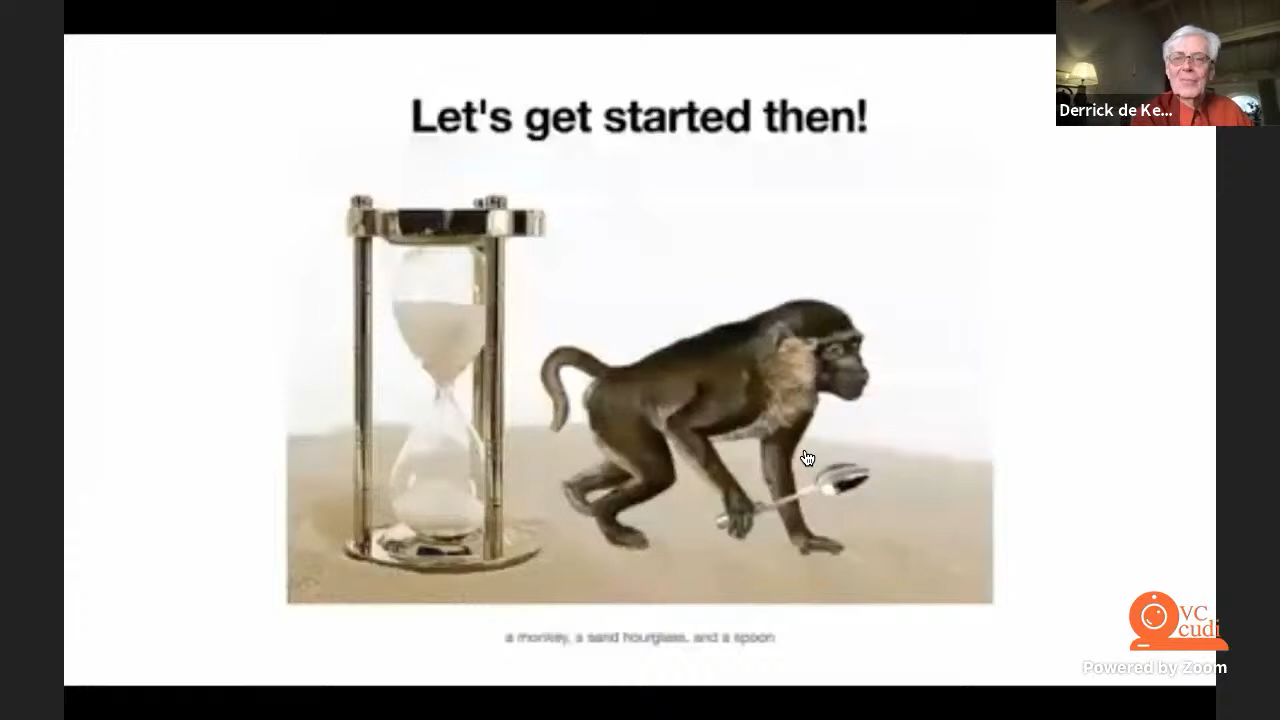 Let's get started then!
Derrick de Ke...
a monkey, a sand hourglass, and a spoon
VC
cudi
Powered by Zoom